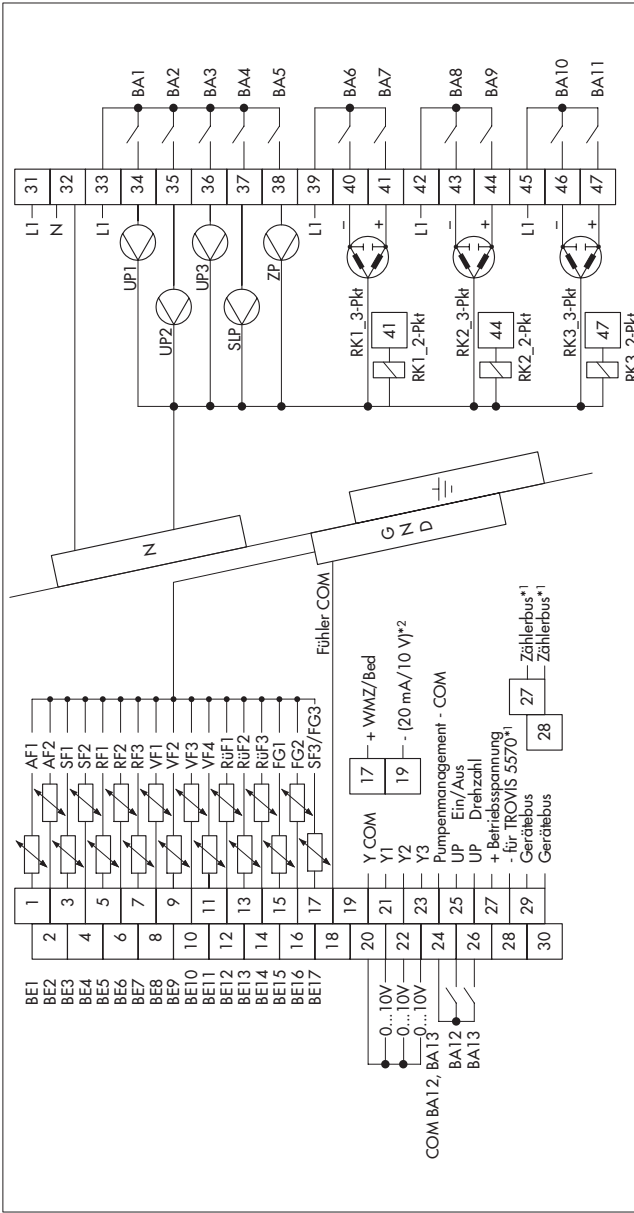 BE1
BE2
BE3
BE4
BE5
BE6
BE7
BE8
BE9
BE10
BE11
BE12
BE13
BE14
BE15
BE16
BE17
1
2
3
4
5
6
7
8
9
10
11
12
13
14
15
16
17
18
19
20
21
22
23
24
25
26
27
28
29
30
AF1
AF2
SF1
SF2
RF1
RF2
RF3
VF1
VF2
VF3
VF4
RüF1
RüF2
RüF3
FG1
FG2
SF3/FG3
Fühler COM
17 + WMZ/Bed
19 - (20 mA/10 V)*2
Y COM
Y1
Y2
Y3
Pumpenmanagement - COM
UP Ein/Aus
UP Drehzahl
+ Betriebsspannung
- für TROVIS 5570*1
Gerätebus
Gerätebus
27 Zählerbus*1
28 Zählerbus*1
0...10V
0...10V
0...10V
COM BA12, BA13
BA12
BA13
N
GND
L1
N
L1
UP1
UP2
UP3
SLP
ZP
L1
RK1_3-Pkt
41
RK1_2-Pkt
L1
RK2_3-Pkt
44
RK2_2-Pkt
L1
RK3_3-Pkt
47
RK3_2-Pkt
−
+
−
+
−
+
31
32
33
34
35
36
37
38
39
40
41
42
43
44
45
46
47
BA1
BA2
BA3
BA4
BA5
BA6
BA7
BA8
BA9
BA10
BA11